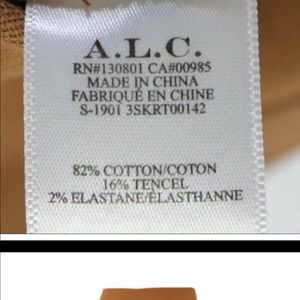 A.L.C.
RN#130801 CA#00985
MADE IN CHINA
FABRIQUÉ EN CHINE
S-1901 3SKRT00142
82% COTTON/COTON
16% TENCEL
2% ELASTANE/ÉLASTHANNE